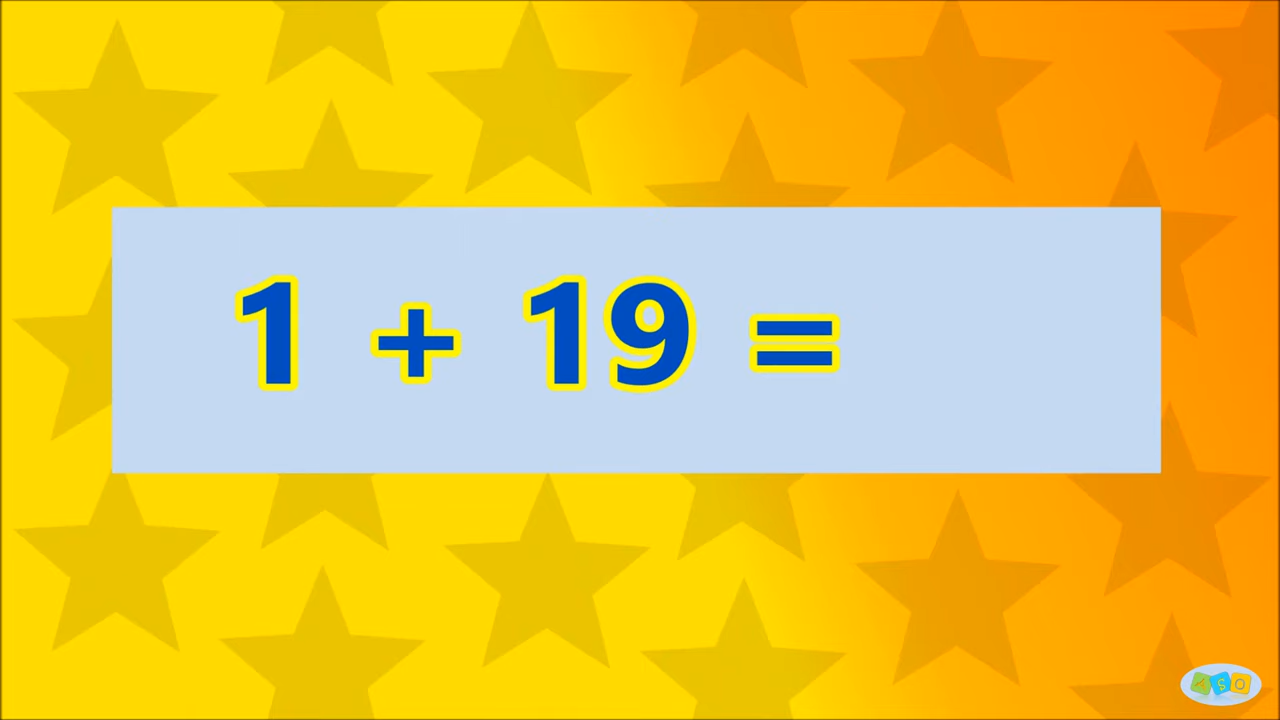 1 + 19 =